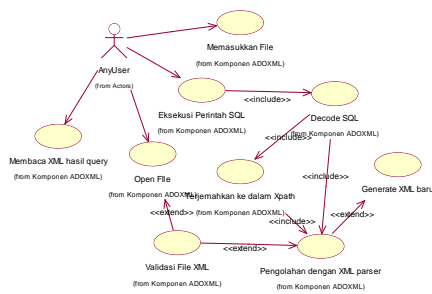 Memasukkan File
(from Komponen ADOXML)
AnyUser
(from Actors)
Eksekusi Perintah SQL
(from Komponen ADOXML)
<<include>>
Decode SQL
(from Komponen ADOXML)
<<include>>
Membaca XML hasil query
(from Komponen ADOXML)
Open FIle
(from Komponen ADOXML)
Terjemahkan ke dalam Xpath
(from Komponen ADOXML)
<<include>>
Generate XML baru
<<extend>>
<<include>>
<<extend>>
<<extend>>
Validasi File XML
(from Komponen ADOXML)
Pengolahan dengan XML parser
(from Komponen ADOXML)